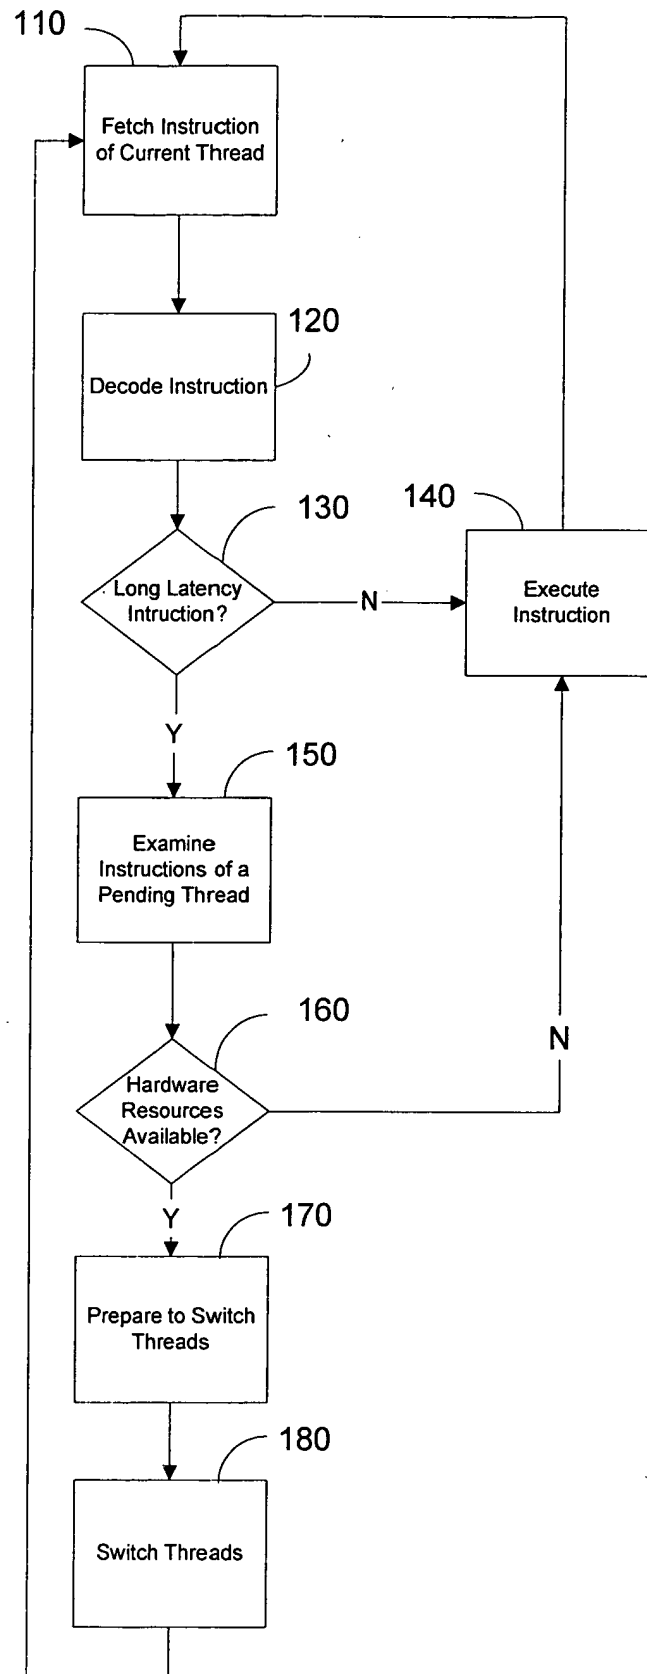 110
Fetch Instruction
of Current Thread
120
Decode Instruction
130
Long Latency
Intruction?
N
140
Execute
Instruction
Y
150
Examine
Instructions of a
Pending Thread
160
Hardware
Resources
Available?
N
Y
170
Prepare to Switch
Threads
180
Switch Threads